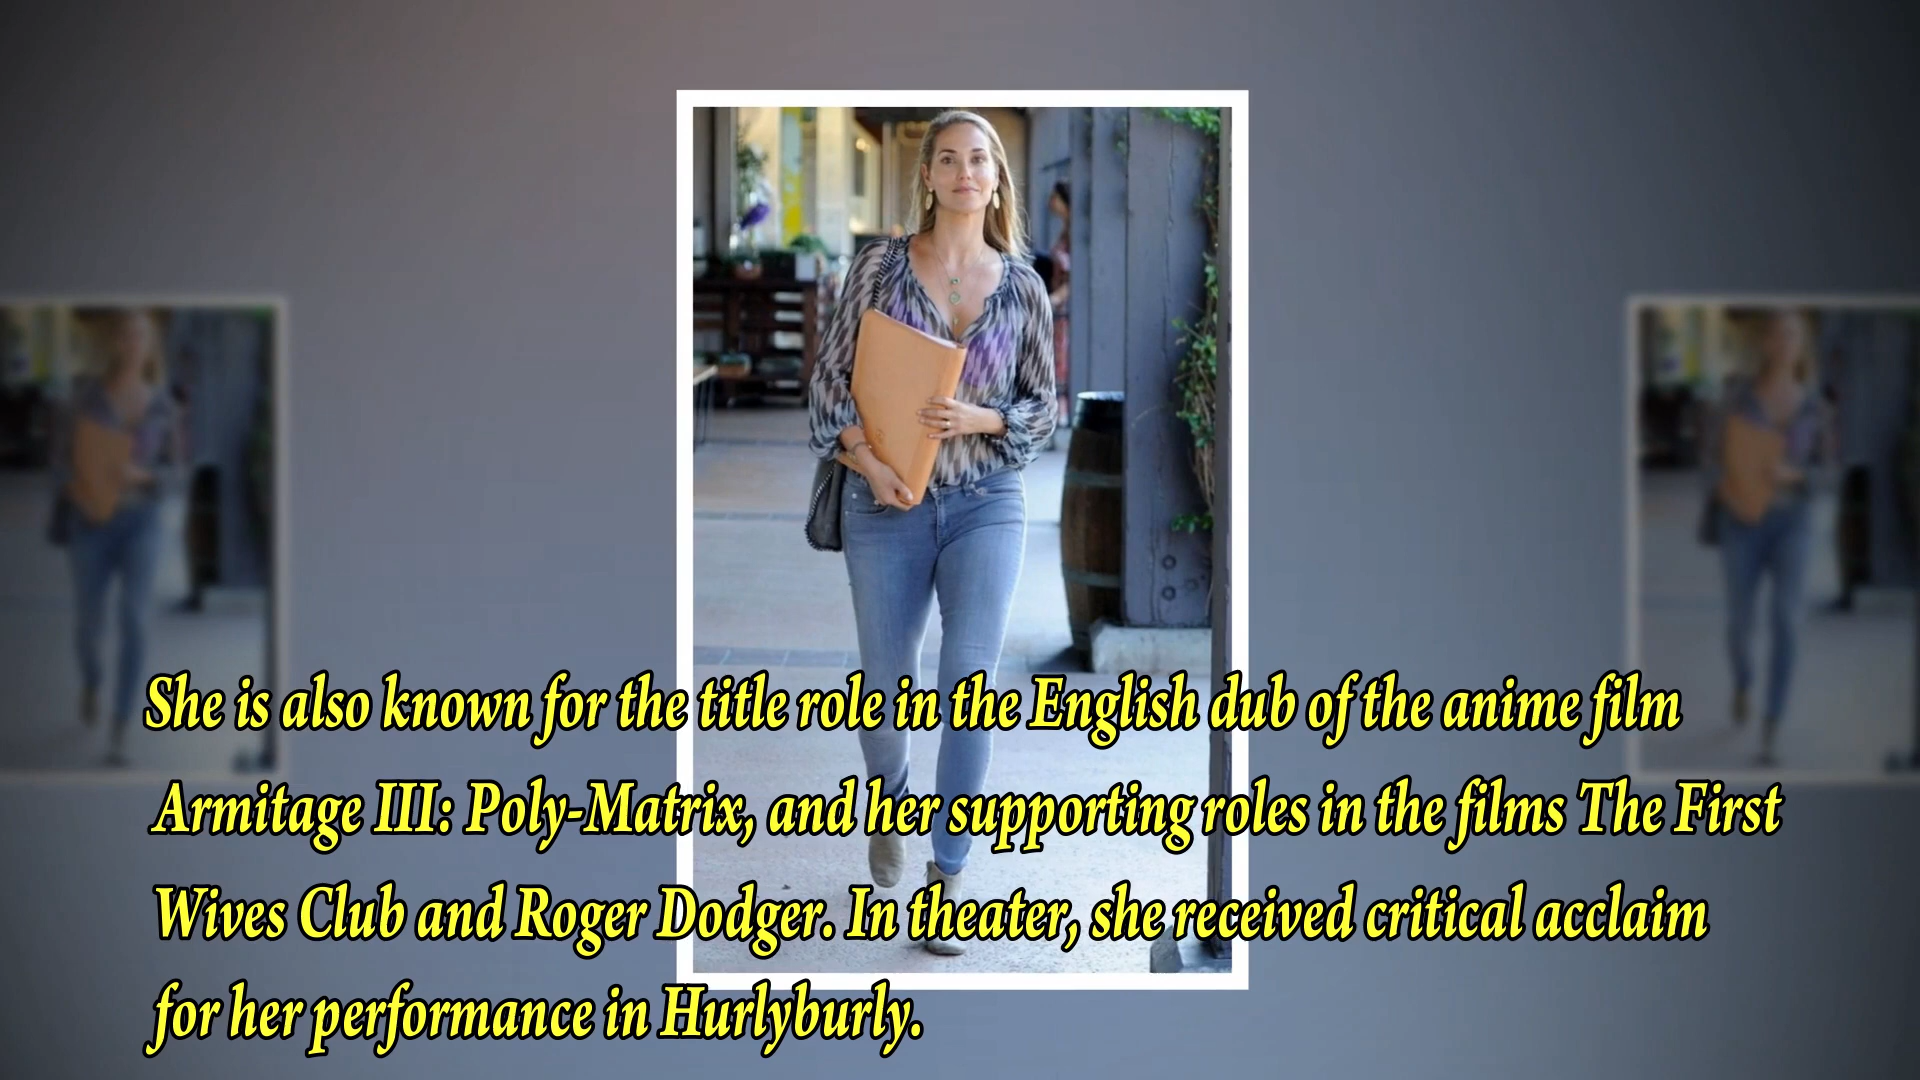 She is also known for the title role in the English dub of the anime film
Armitage III: Poly-Matrix, and her supporting roles in the films The First
Wives Club and Roger Dodger. In theater, she received critical acclaim
for her performance in Hurlyburly.